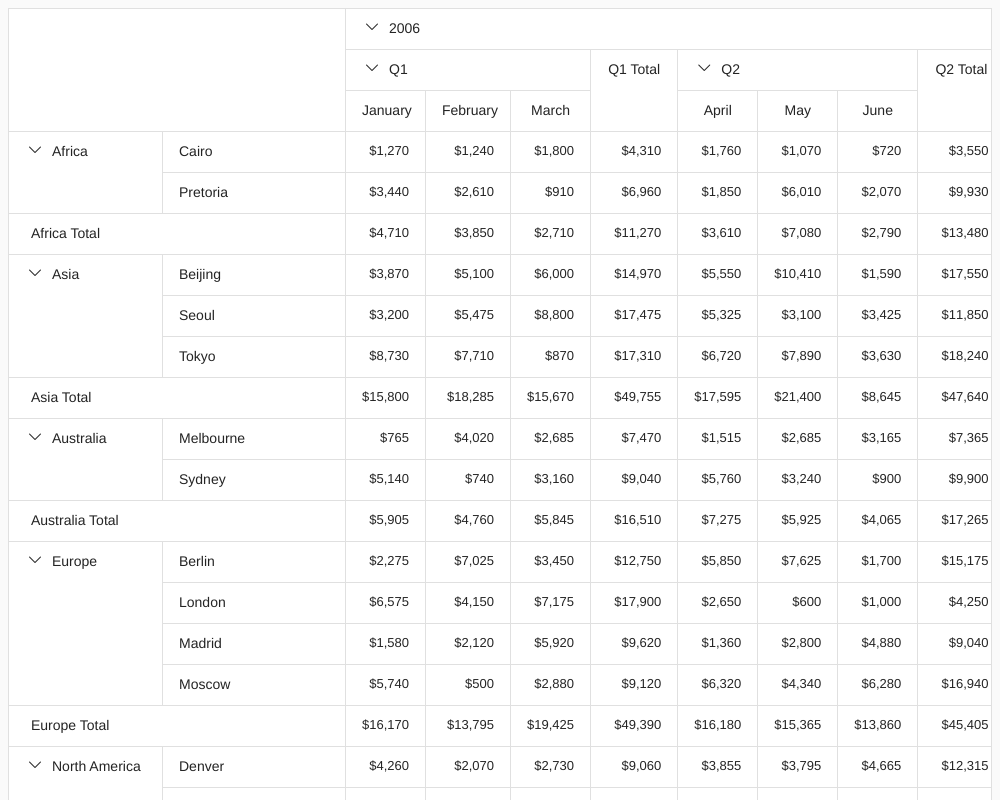 2006
Q1 Q1 Total Q2 Q2 Total
January February March April May June
Africa Cairo $1,270 $1,240 $1,800 $4,310 $1,760 $1,070 $720 $3,550
Pretoria $3,440 $2,610 $910 $6,960 $1,850 $6,010 $2,070 $9,930
Africa Total $4,710 $3,850 $2,710 $11,270 $3,610 $7,080 $2,790 $13,480
Asia Beijing $3,870 $5,100 $6,000 $14,970 $5,550 $10,410 $1,590 $17,550
Seoul $3,200 $5,475 $8,800 $17,475 $5,325 $3,100 $3,425 $11,850
Tokyo $8,730 $7,710 $870 $17,310 $6,720 $7,890 $3,630 $18,240
Asia Total $15,800 $18,285 $15,670 $49,755 $17,595 $21,400 $8,645 $47,640
Australia Melbourne $765 $4,020 $2,685 $7,470 $1,515 $2,685 $3,165 $7,365
Sydney $5,140 $740 $3,160 $9,040 $5,760 $3,240 $900 $9,900
Australia Total $5,905 $4,760 $5,845 $16,510 $7,275 $5,925 $4,065 $17,265
Europe Berlin $2,275 $7,025 $3,450 $12,750 $5,850 $7,625 $1,700 $15,175
London $6,575 $4,150 $7,175 $17,900 $2,650 $600 $1,000 $4,250
Madrid $1,580 $2,120 $5,920 $9,620 $1,360 $2,800 $4,880 $9,040
Moscow $5,740 $500 $2,880 $9,120 $6,320 $4,340 $6,280 $16,940
Europe Total $16,170 $13,795 $19,425 $49,390 $16,180 $15,365 $13,860 $45,405
North America Denver $4,260 $2,070 $2,730 $9,060 $3,855 $3,795 $4,665 $12,315